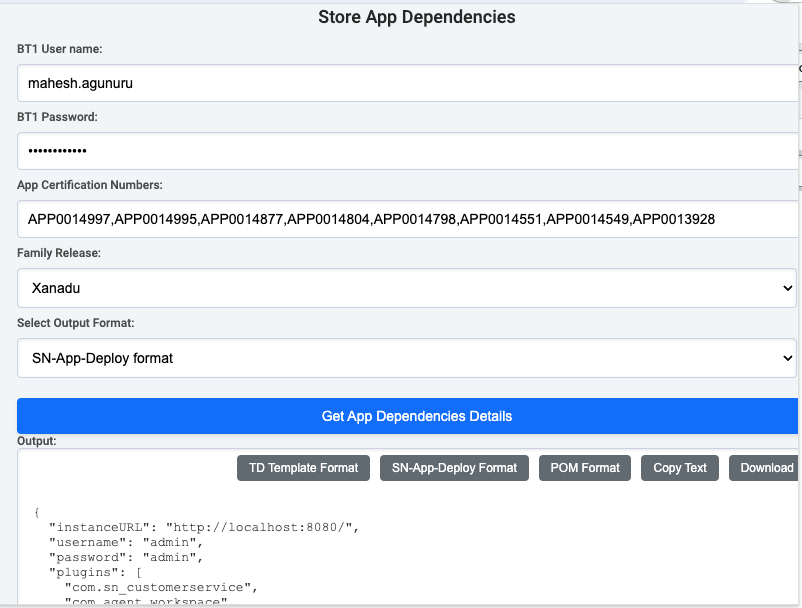 Store App Dependencies
BT1 User name:
mahesh.agunuru
BT1 Password:
••••••••••••
App Certification Numbers:
APP0014997,APP0014995,APP0014877,APP0014804,APP0014798,APP0014551,APP0014549,APP0013928
Family Release:
Xanadu
Select Output Format:
SN-App-Deploy format
Get App Dependencies Details
Output:
TD Template Format SN-App-Deploy Format POM Format Copy Text Download
{
"instanceURL": "http://localhost:8080/",
"username": "admin",
"password": "admin",
"plugins": [
"com.sn_customerservice",
"com.agent_workspace"